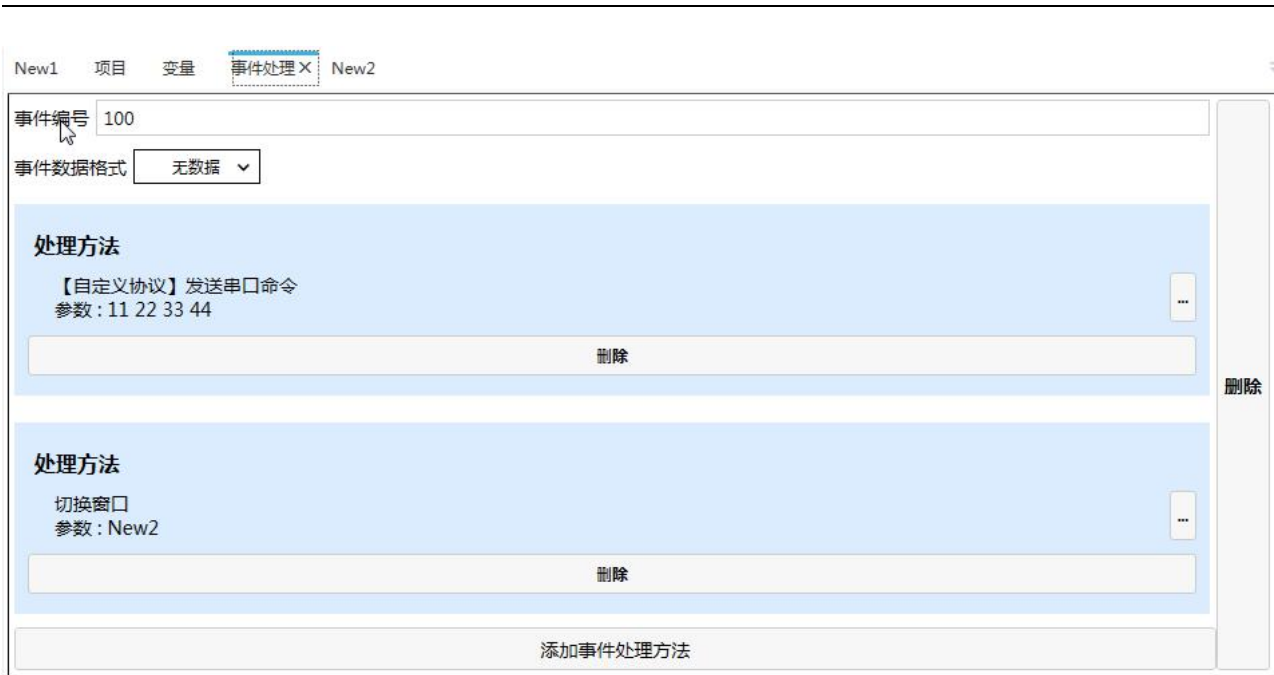 New1 项目 变量 事件处理 New2
事件编号 100
事件数据格式 无数据
处理方法
【自定义协议】发送串口命令
参数 : 11 22 33 44
...
删除
删除
处理方法
切换窗口
参数 : New2
...
删除
添加事件处理方法